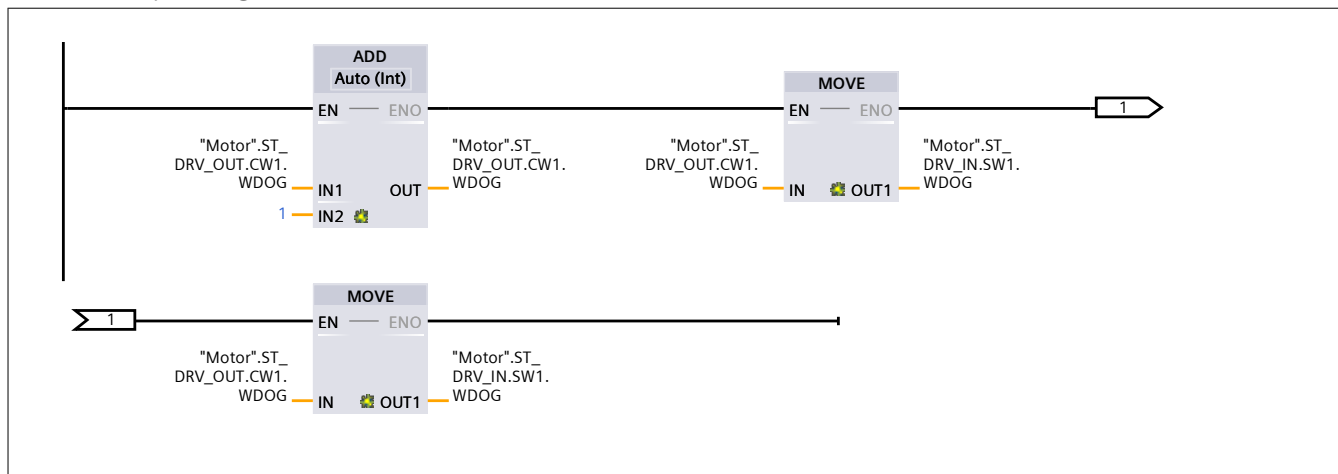 ADD
Auto (Int)
EN
ENO
"Motor".ST_
DRV_OUT.CW1.
WDOG
IN1
OUT
"Motor".ST_
DRV_OUT.CW1.
WDOG
1
IN2
MOVE
EN
ENO
"Motor".ST_
DRV_OUT.CW1.
WDOG
IN
OUT1
"Motor".ST_
DRV_IN.SW1.
WDOG
1
1
MOVE
EN
ENO
"Motor".ST_
DRV_OUT.CW1.
WDOG
IN
OUT1
"Motor".ST_
DRV_IN.SW1.
WDOG